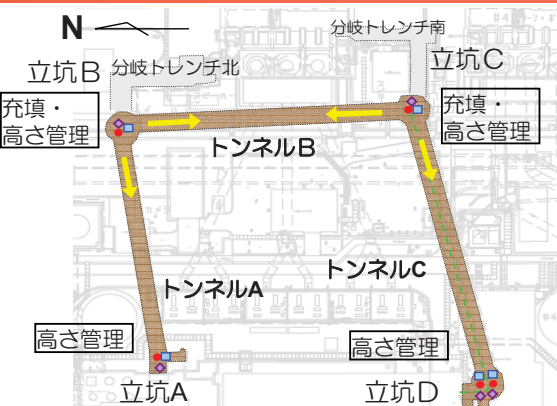 N
分岐トレンチ南
立坑B
分岐トレンチ北
立坑C
充填・
高さ管理
充填・
高さ管理
トンネルB
トンネルC
トンネルA
高さ管理
高さ管理
立坑A
立坑D